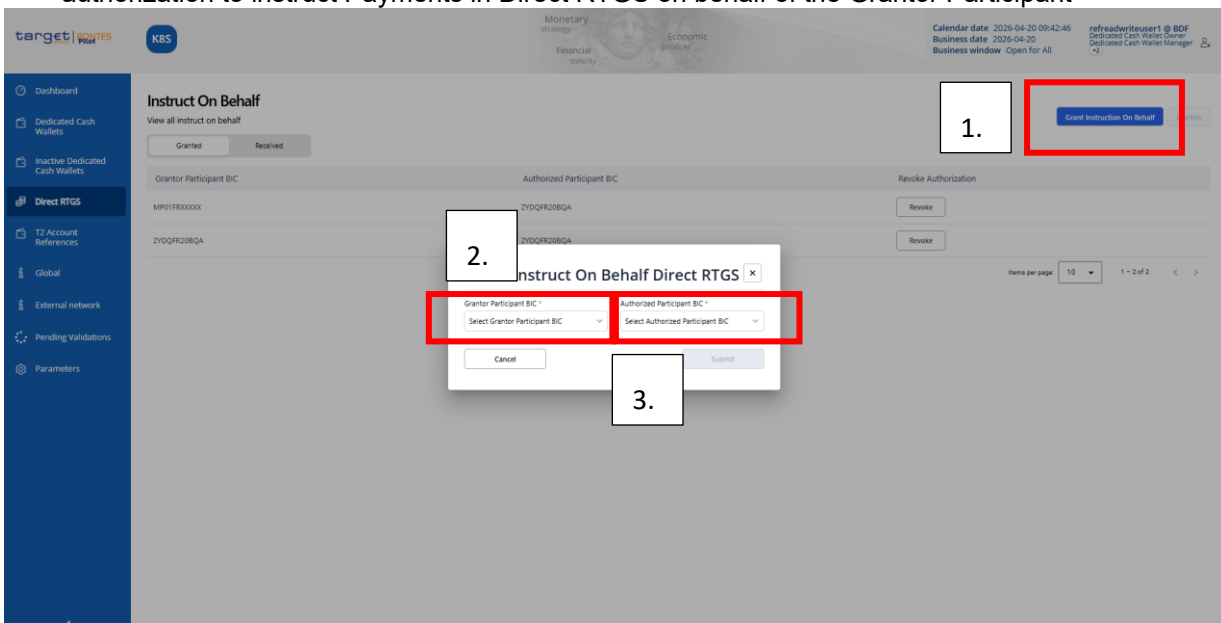 authorization to instruct Payments in Direct RTGS on behalf of the Grantor Participant
target | PONTES
Pilot
K8S
Monetary
strategy
Economic
services
Financial
stability
Calendar date 2026-04-20 09:42:46
Business date 2026-04-20
Business window Open for All
refreadwriteuser1 @ BDF
Dedicated Cash Wallet Owner
Dedicated Cash Wallet Manager
+2
Dashboard
Dedicated Cash
Wallets
Inactive Dedicated
Cash Wallets
Direct RTGS
T2 Account
References
Global
External network
Pending Validations
Parameters
Instruct On Behalf
View all instruct on behalf
Granted
Received
1.
Grant Instruction On Behalf
Grantor Participant BIC
Authorized Participant BIC
Revoke Authorization
MP01FRXXXXX
ZYDQFR20BQA
Revoke
ZYDQFR20BQA
ZYDQFR20BQA
Revoke
Items per page:
10
1 – 2 of 2
2.
Instruct On Behalf Direct RTGS
Grantor Participant BIC *
Authorized Participant BIC *
Select Grantor Participant BIC
Select Authorized Participant BIC
Cancel
Submit
3.